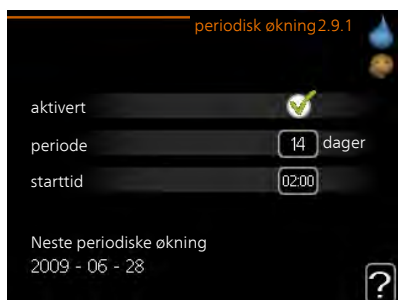 periodisk økning 2.9.1
aktivert
periode 14 dager
starttid 02:00
Neste periodiske økning
2009 - 06 - 28
?